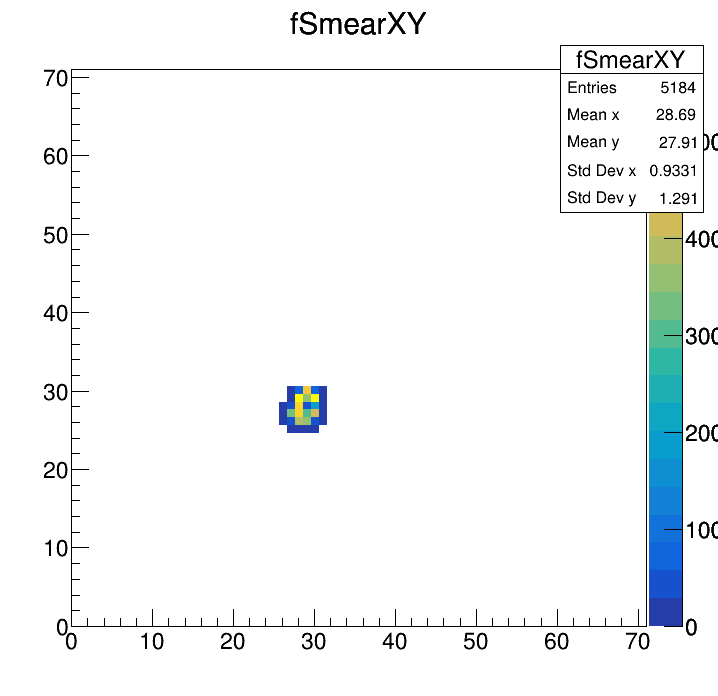 fSmearXY
fSmearXY
Entries 5184
Mean x 28.69
Mean y 27.91
Std Dev x 0.9331
Std Dev y 1.291
70
60
50
40
30
20
10
0
0 10 20 30 40 50 60 70
400
300
200
100
0